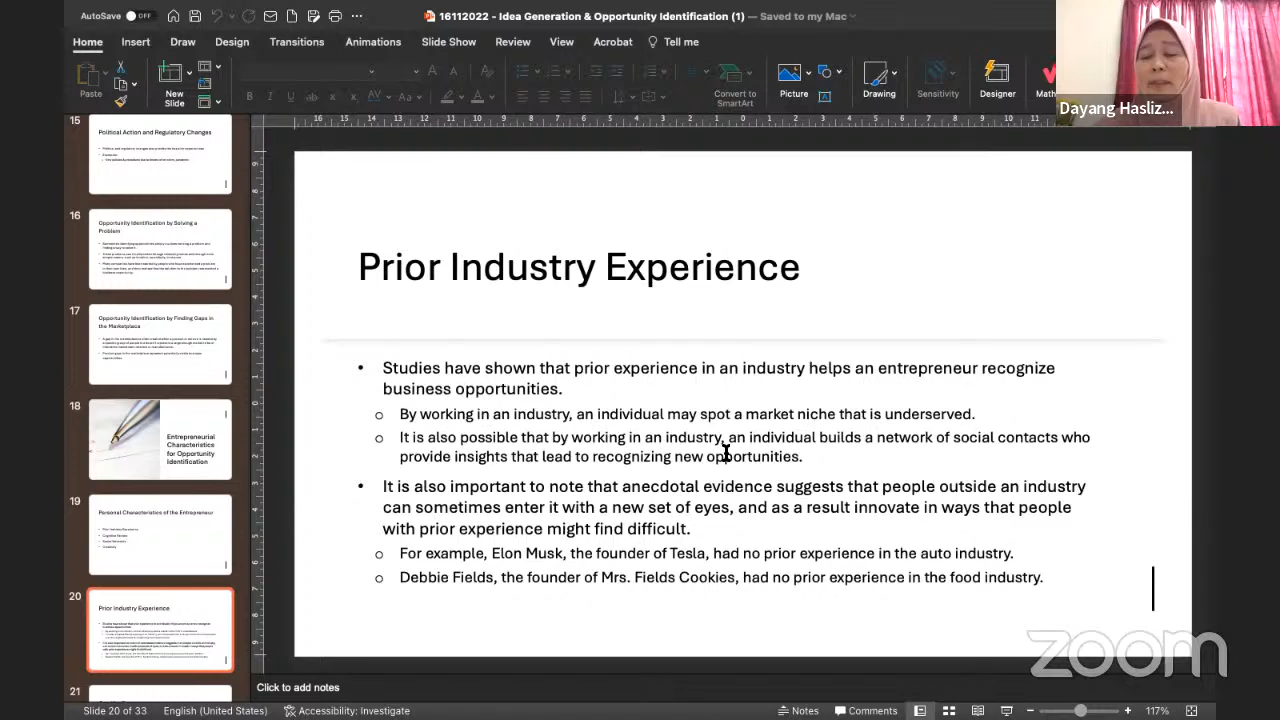 AutoSave OFF
16112022 - Idea Generation & Opportunity Identification (1) — Saved to my Mac
Home Insert Draw Design Transitions Animations Slide Show Review View Acrobat Tell me
Paste
New
Slide
Convert to
SmartArt
Picture
Drawing
Sensitivity
Designer
Dayang Hasliz...
15
Political Action and Regulatory Changes
16
Opportunity Identification by Solving a
Problem
17
Opportunity Identification by Finding Gaps in
the Marketplace
18
Entrepreneurial
Characteristics
for Opportunity
Identification
19
Personal Characteristics of the Entrepreneur
20
Prior Industry Experience
21
Prior Industry Experience
• Studies have shown that prior experience in an industry helps an entrepreneur recognize
business opportunities.
o By working in an industry, an individual may spot a market niche that is underserved.
o It is also possible that by working in an industry, an individual builds a network of social contacts who
provide insights that lead to recognizing new opportunities.
• It is also important to note that anecdotal evidence suggests that people outside an industry
can sometimes enter it with a new set of eyes, and as a result innovate in ways that people
with prior experience might find difficult.
o For example, Elon Musk, the founder of Tesla, had no prior experience in the auto industry.
o Debbie Fields, the founder of Mrs. Fields Cookies, had no prior experience in the food industry.
zoom
Click to add notes
Slide 20 of 33 English (United States) Accessibility: Investigate Notes Comments 117%